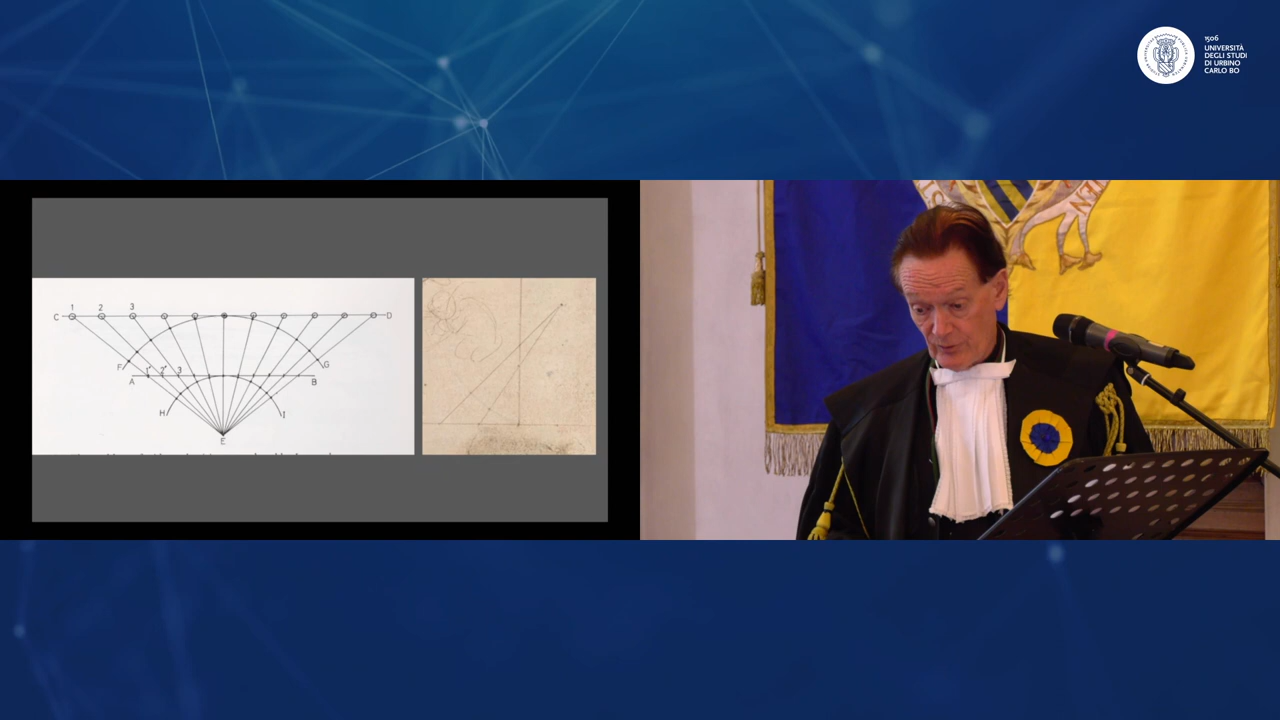 1506
UNIVERSITÀ
DEGLI STUDI
DI URBINO
CARLO BO
1 2 3
C D
F G
1' 2' 3'
A B
H I
E